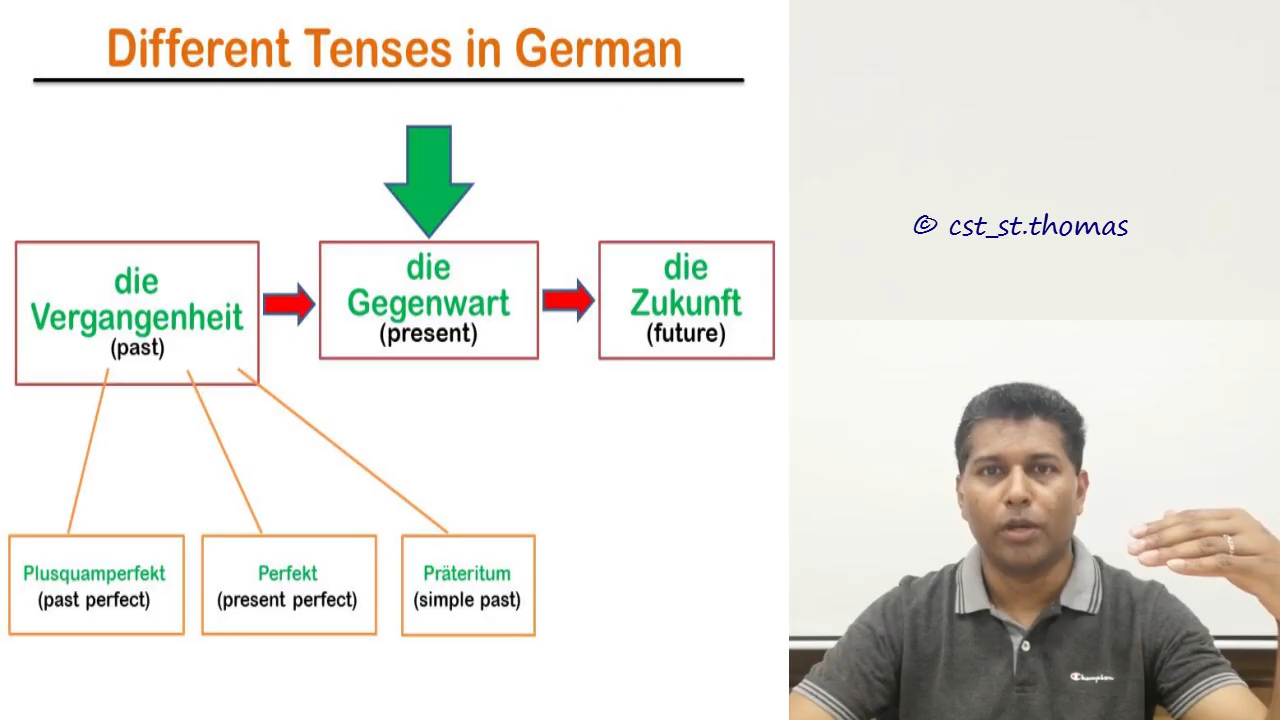 Different Tenses in German
© cst_st.thomas
die
Vergangenheit
(past)
die
Gegenwart
(present)
die
Zukunft
(future)
Plusquamperfekt
(past perfect)
Perfekt
(present perfect)
Präteritum
(simple past)
Champion